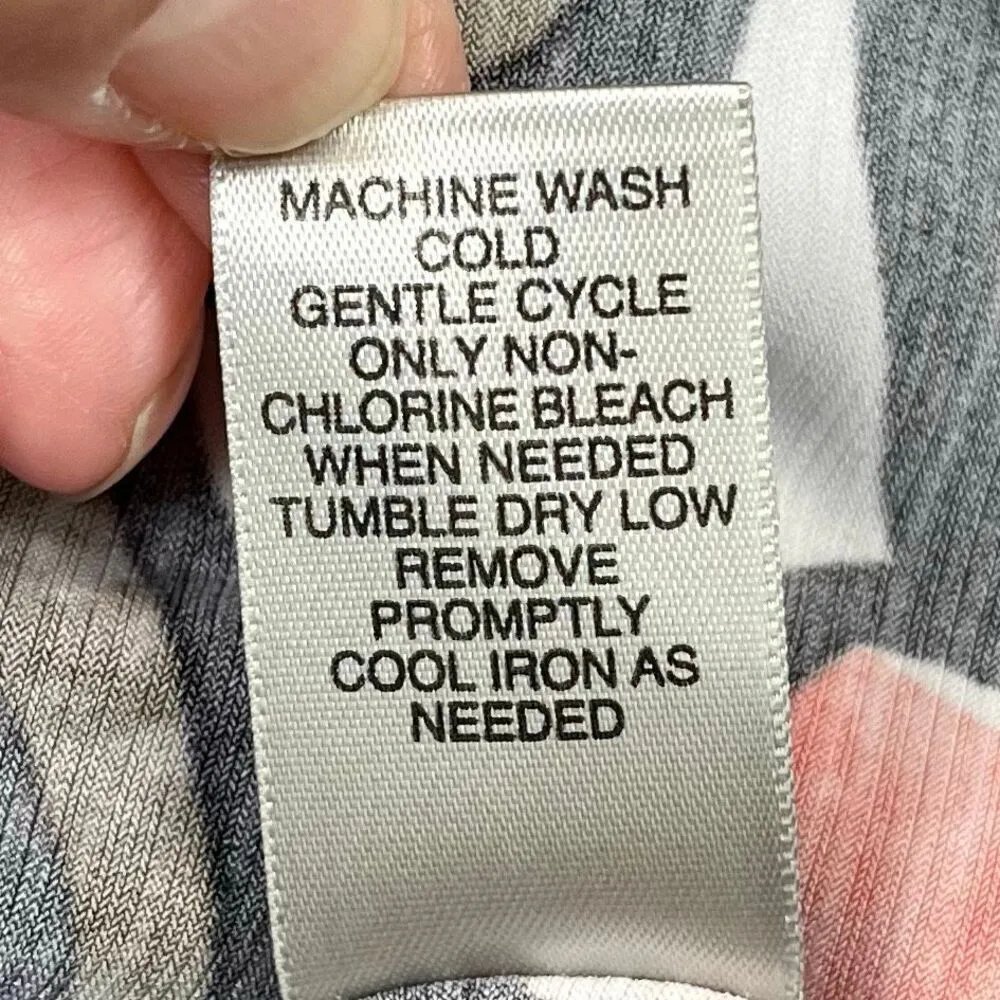 MACHINE WASH
COLD
GENTLE CYCLE
ONLY NON-
CHLORINE BLEACH
WHEN NEEDED
TUMBLE DRY LOW
REMOVE
PROMPTLY
COOL IRON AS
NEEDED